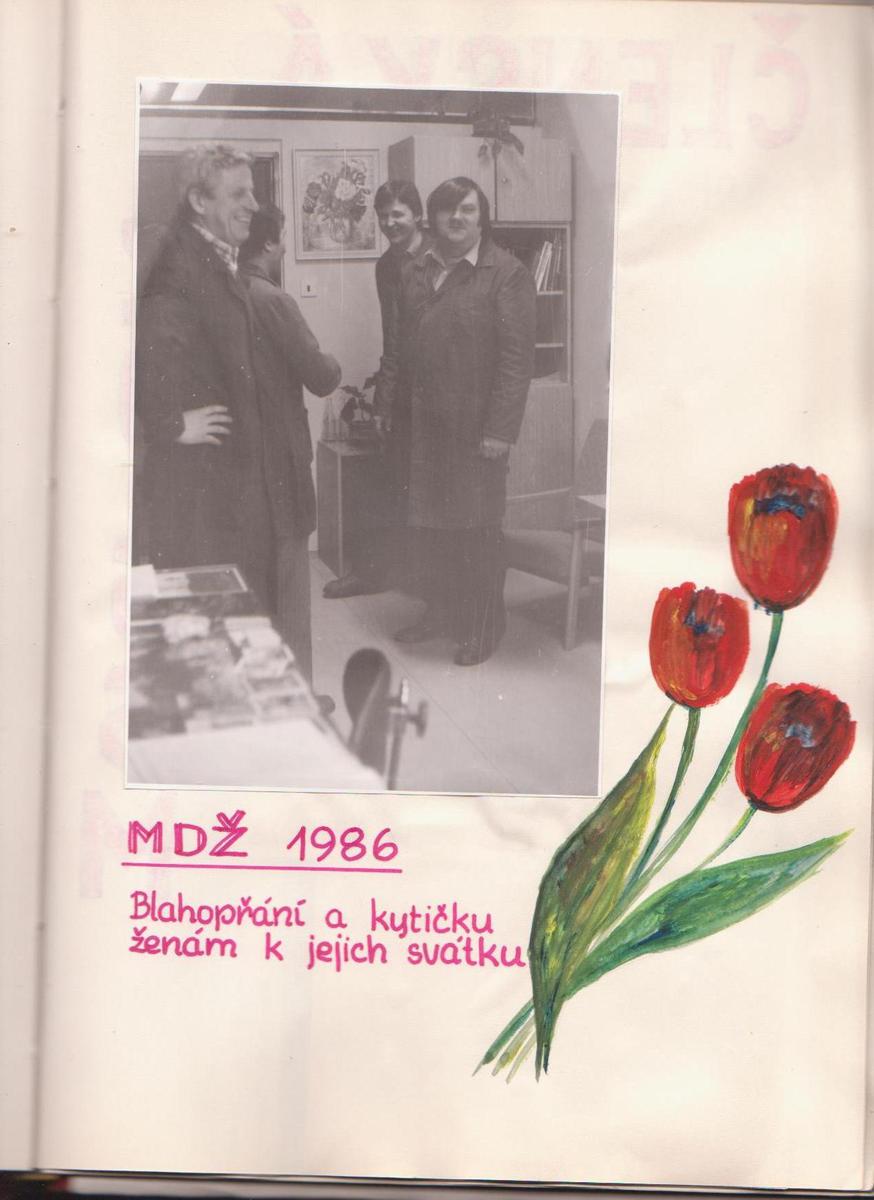 MDŽ 1986
Blahopřání a kytičku
ženám k jejich svátku